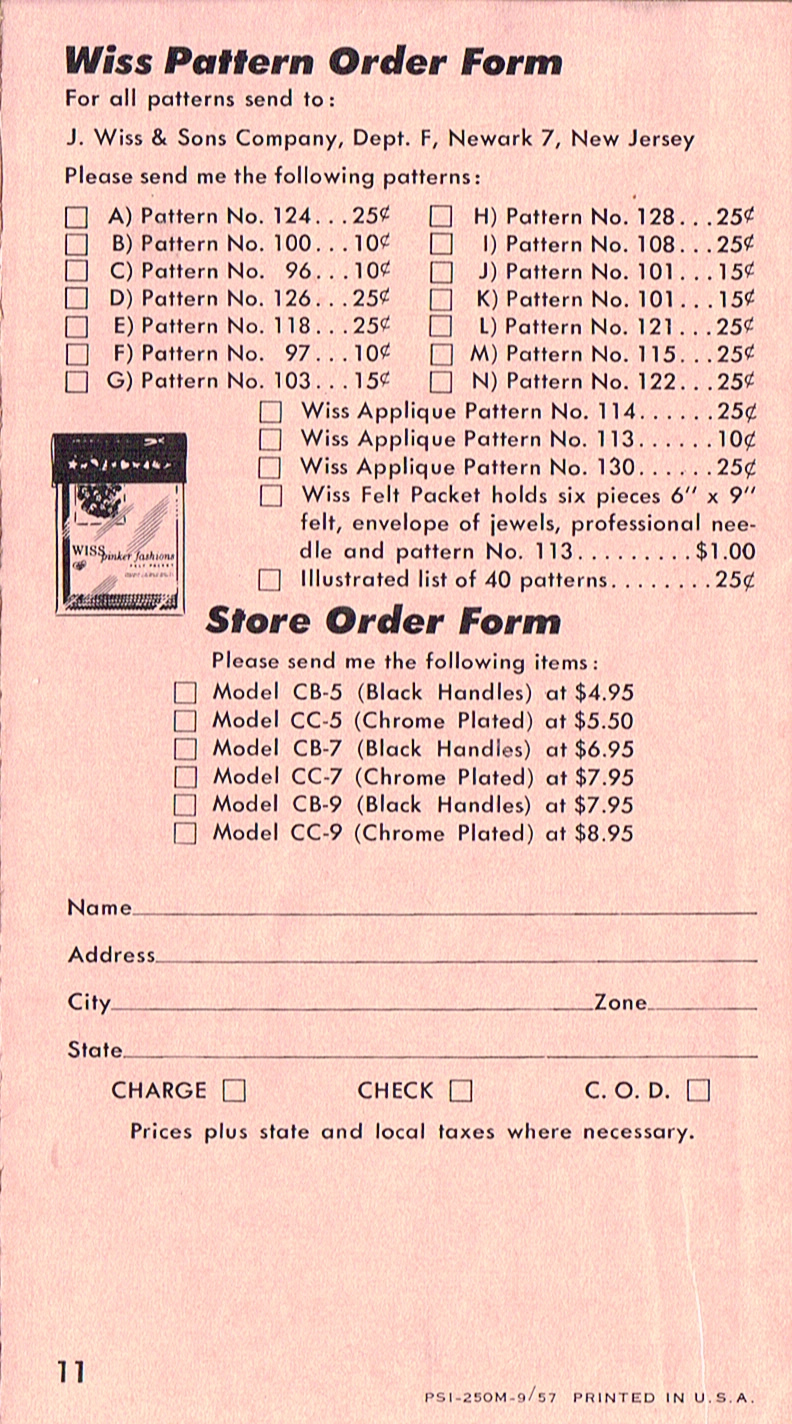 Wiss Pattern Order Form
For all patterns send to:
J. Wiss & Sons Company, Dept. F, Newark 7, New Jersey
Please send me the following patterns:
A) Pattern No. 124...25¢
B) Pattern No. 100...10¢
C) Pattern No. 96...10¢
D) Pattern No. 126...25¢
E) Pattern No. 118...25¢
F) Pattern No. 97...10¢
G) Pattern No. 103...15¢
H) Pattern No. 128...25¢
I) Pattern No. 108...25¢
J) Pattern No. 101...15¢
K) Pattern No. 101...15¢
L) Pattern No. 121...25¢
M) Pattern No. 115...25¢
N) Pattern No. 122...25¢
Wiss Applique Pattern No. 114......25¢
Wiss Applique Pattern No. 113......10¢
Wiss Applique Pattern No. 130......25¢
Wiss Felt Packet holds six pieces 6" x 9"
felt, envelope of jewels, professional nee-
dle and pattern No. 113.........$1.00
Illustrated list of 40 patterns........25¢
WISS pinker fashions
FELT PACKET
Store Order Form
Please send me the following items:
Model CB-5 (Black Handles) at $4.95
Model CC-5 (Chrome Plated) at $5.50
Model CB-7 (Black Handles) at $6.95
Model CC-7 (Chrome Plated) at $7.95
Model CB-9 (Black Handles) at $7.95
Model CC-9 (Chrome Plated) at $8.95
Name
Address
City Zone
State
CHARGE CHECK C. O. D.
Prices plus state and local taxes where necessary.
11
PSI-250M-9/57 PRINTED IN U.S.A.